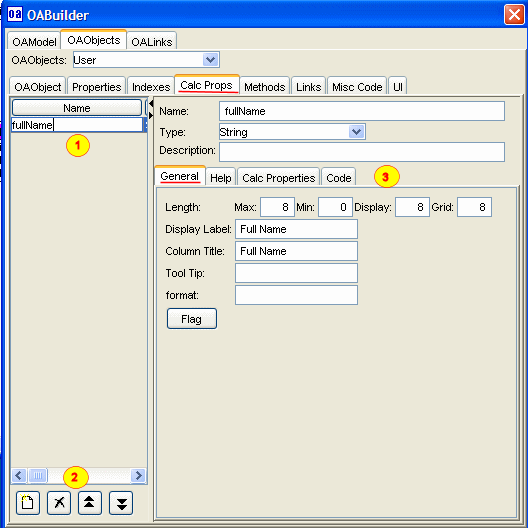 oa OABuilder
OAModel OAObjects OALinks
OAObjects: User
OAObject Properties Indexes Calc Props Methods Links Misc Code UI
Name
fullName
1
2
Name: fullName
Type: String
Description:
General Help Calc Properties Code 3
Length: Max: 8 Min: 0 Display: 8 Grid: 8
Display Label: Full Name
Column Title: Full Name
Tool Tip:
format:
Flag